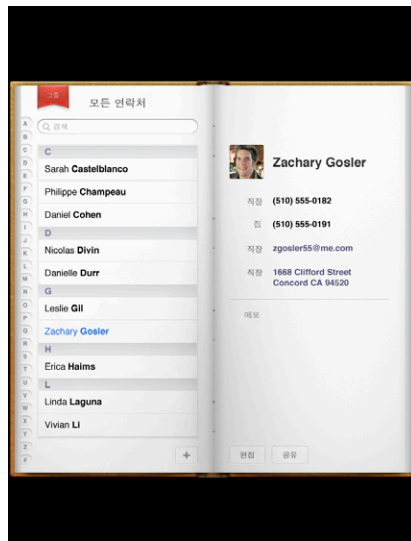 그룹
모든 연락처
검색
A
B
C
D
E
F
G
H
I
J
K
L
M
N
O
P
Q
R
S
T
U
V
W
X
Y
Z
#
C
Sarah Castelblanco
Philippe Champeau
Daniel Cohen
D
Nicolas Divin
Danielle Durr
G
Leslie Gil
Zachary Gosler
H
Erica Haims
L
Linda Laguna
Vivian Li
+
Zachary Gosler
직장 (510) 555-0182
집 (510) 555-0191
직장 zgosler55@me.com
직장 1668 Clifford Street
Concord CA 94520
메모
편집 공유